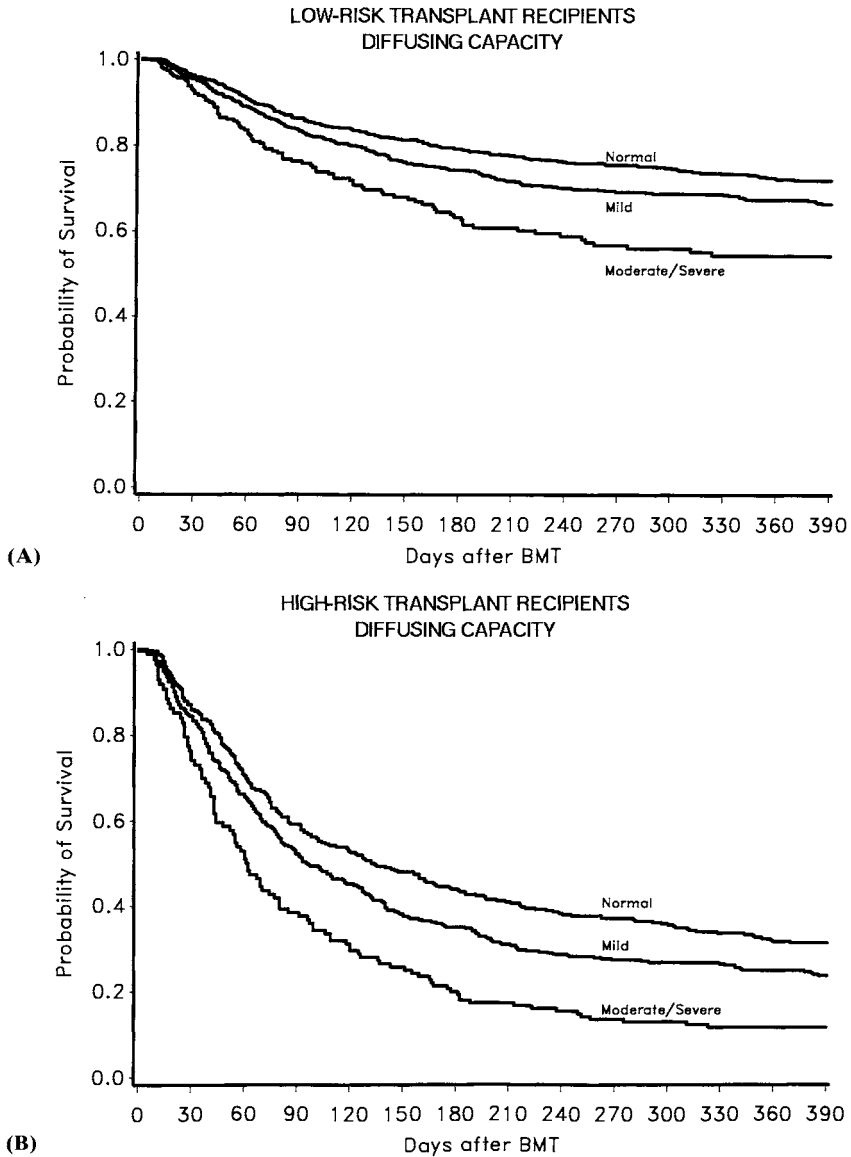 LOW-RISK TRANSPLANT RECIPIENTS
DIFFUSING CAPACITY
1.0
0.8
0.6
0.4
0.2
0.0
Probability of Survival
Normal
Mild
Moderate/Severe
0 30 60 90 120 150 180 210 240 270 300 330 360 390
Days after BMT
(A)
HIGH-RISK TRANSPLANT RECIPIENTS
DIFFUSING CAPACITY
1.0
0.8
0.6
0.4
0.2
0.0
Probability of Survival
Normal
Mild
Moderate/Severe
0 30 60 90 120 150 180 210 240 270 300 330 360 390
Days after BMT
(B)